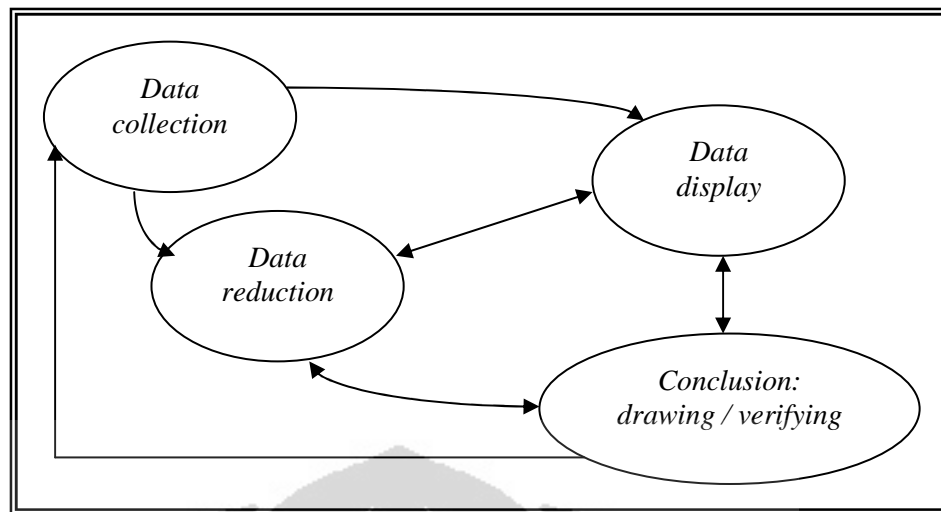 Data
collection
Data
display
Data
reduction
Conclusion:
drawing / verifying